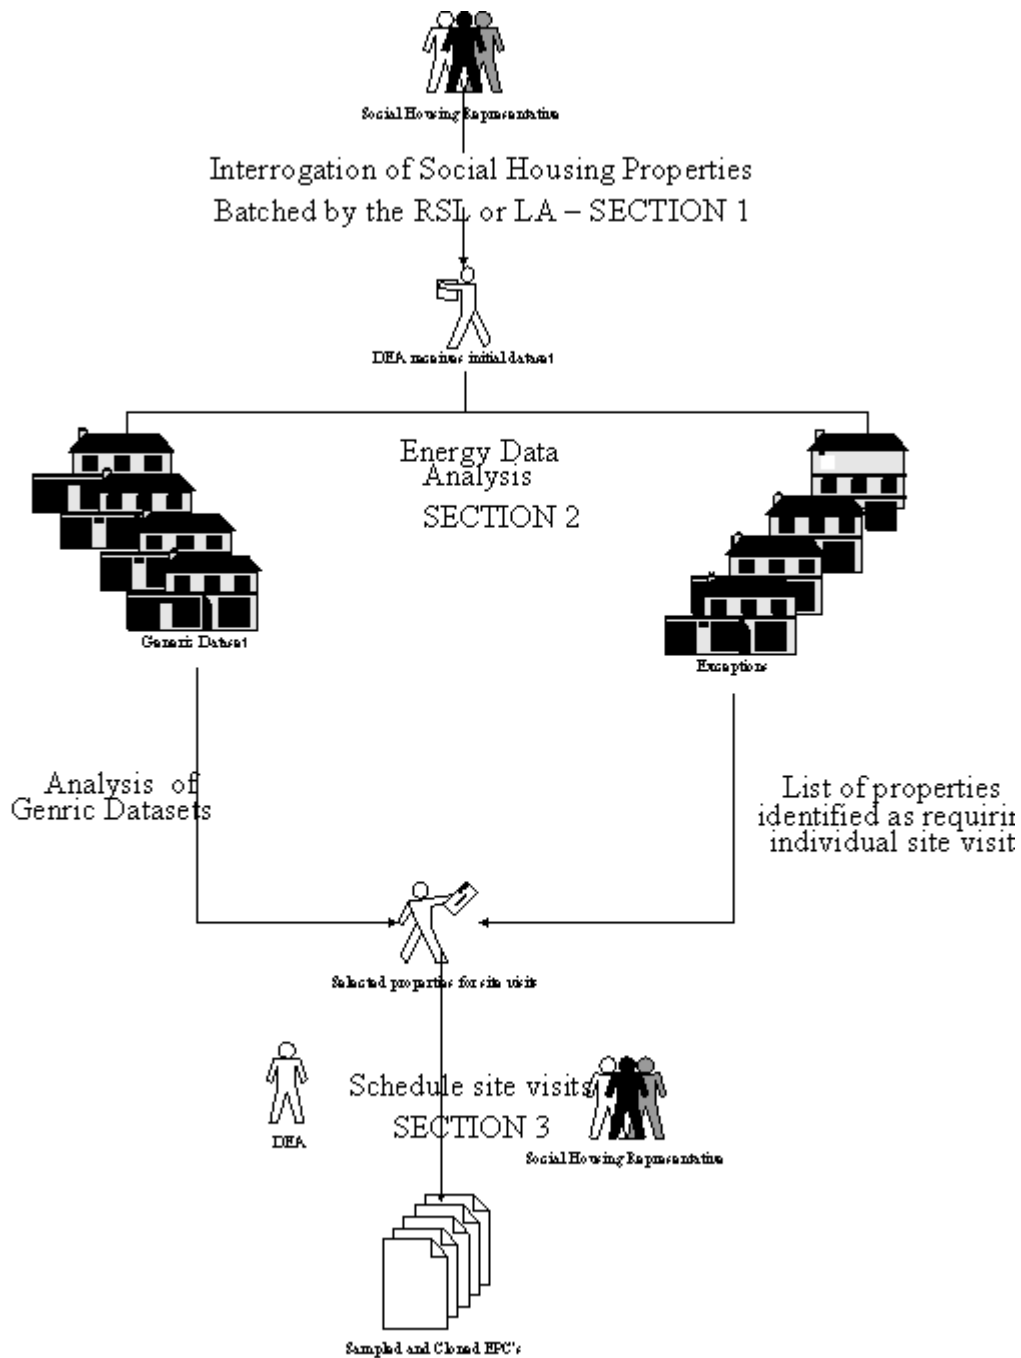 Social Housing Representative
Interrogation of Social Housing Properties
Batched by the RSL or LA – SECTION 1
DEA receives initial dataset
Energy Data
Analysis
SECTION 2
Generic Dataset
Exceptions
Analysis of
Genric Datasets
List of properties
identified as requirin
individual site visit
Selected properties for site visits
DEA
Schedule site visits
SECTION 3
Social Housing Representative
Sampled and Cloned EPC's